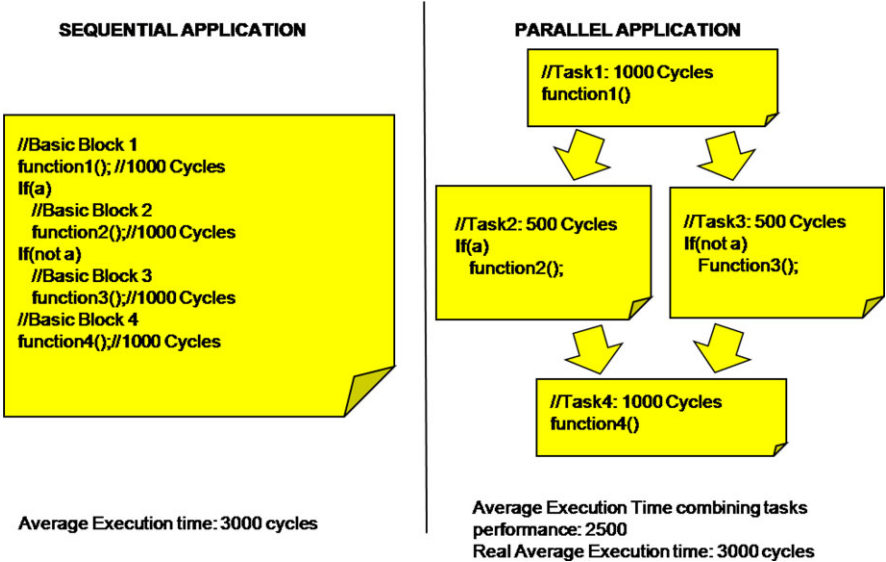 SEQUENTIAL APPLICATION
//Basic Block 1
function1(); //1000 Cycles
If(a)
//Basic Block 2
function2();//1000 Cycles
If(not a)
//Basic Block 3
function3();//1000 Cycles
//Basic Block 4
function4();//1000 Cycles
Average Execution time: 3000 cycles
PARALLEL APPLICATION
//Task1: 1000 Cycles
function1()
//Task2: 500 Cycles
If(a)
function2();
//Task3: 500 Cycles
If(not a)
Function3();
//Task4: 1000 Cycles
function4()
Average Execution Time combining tasks
performance: 2500
Real Average Execution time: 3000 cycles